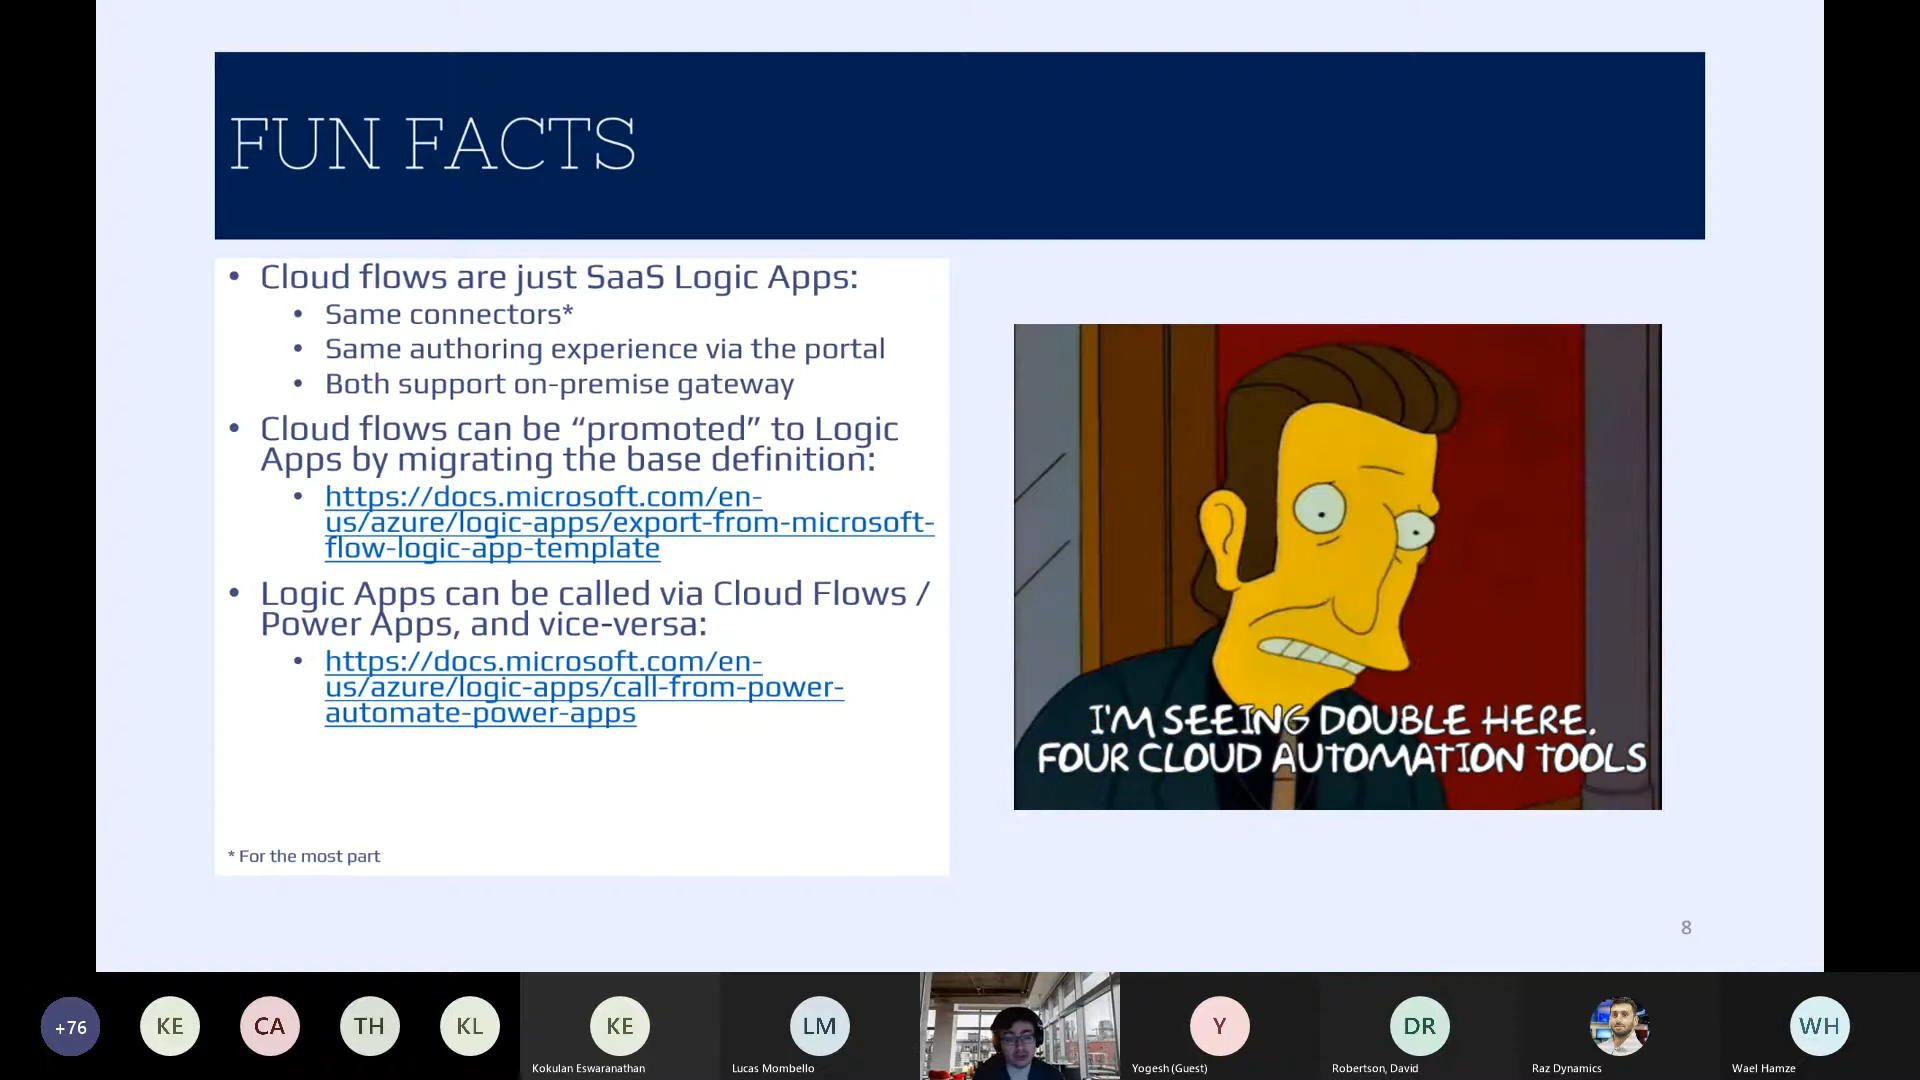 FUN FACTS
• Cloud flows are just SaaS Logic Apps:
• Same connectors*
• Same authoring experience via the portal
• Both support on-premise gateway
• Cloud flows can be “promoted” to Logic
Apps by migrating the base definition:
• https://docs.microsoft.com/en-
us/azure/logic-apps/export-from-microsoft-
flow-logic-app-template
• Logic Apps can be called via Cloud Flows /
Power Apps, and vice-versa:
• https://docs.microsoft.com/en-
us/azure/logic-apps/call-from-power-
automate-power-apps
* For the most part
I'M SEEING DOUBLE HERE.
FOUR CLOUD AUTOMATION TOOLS
8
+76
KE
CA
TH
KL
KE
LM
Y
DR
WH
Kokulan Eswaranathan
Lucas Mombello
Yogesh (Guest)
Robertson, David
Raz Dynamics
Wael Hamze